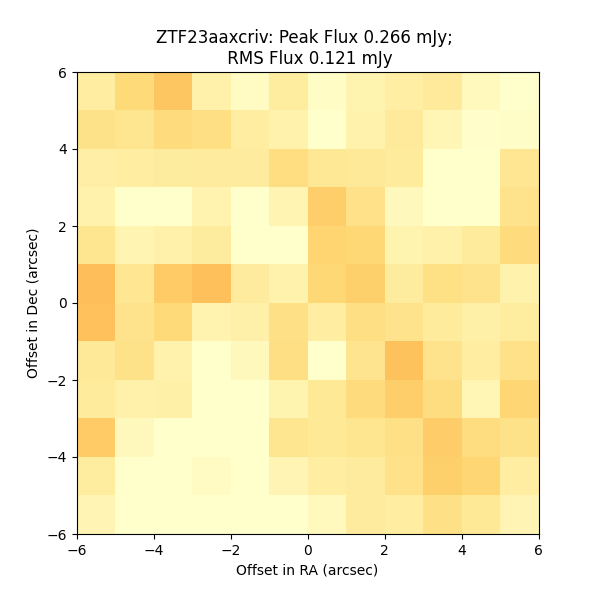 ZTF23aaxcriv: Peak Flux 0.266 mJy;
RMS Flux 0.121 mJy
6
4
2
0
−2
−4
−6
Offset in Dec (arcsec)
−6 −4 −2 0 2 4 6
Offset in RA (arcsec)